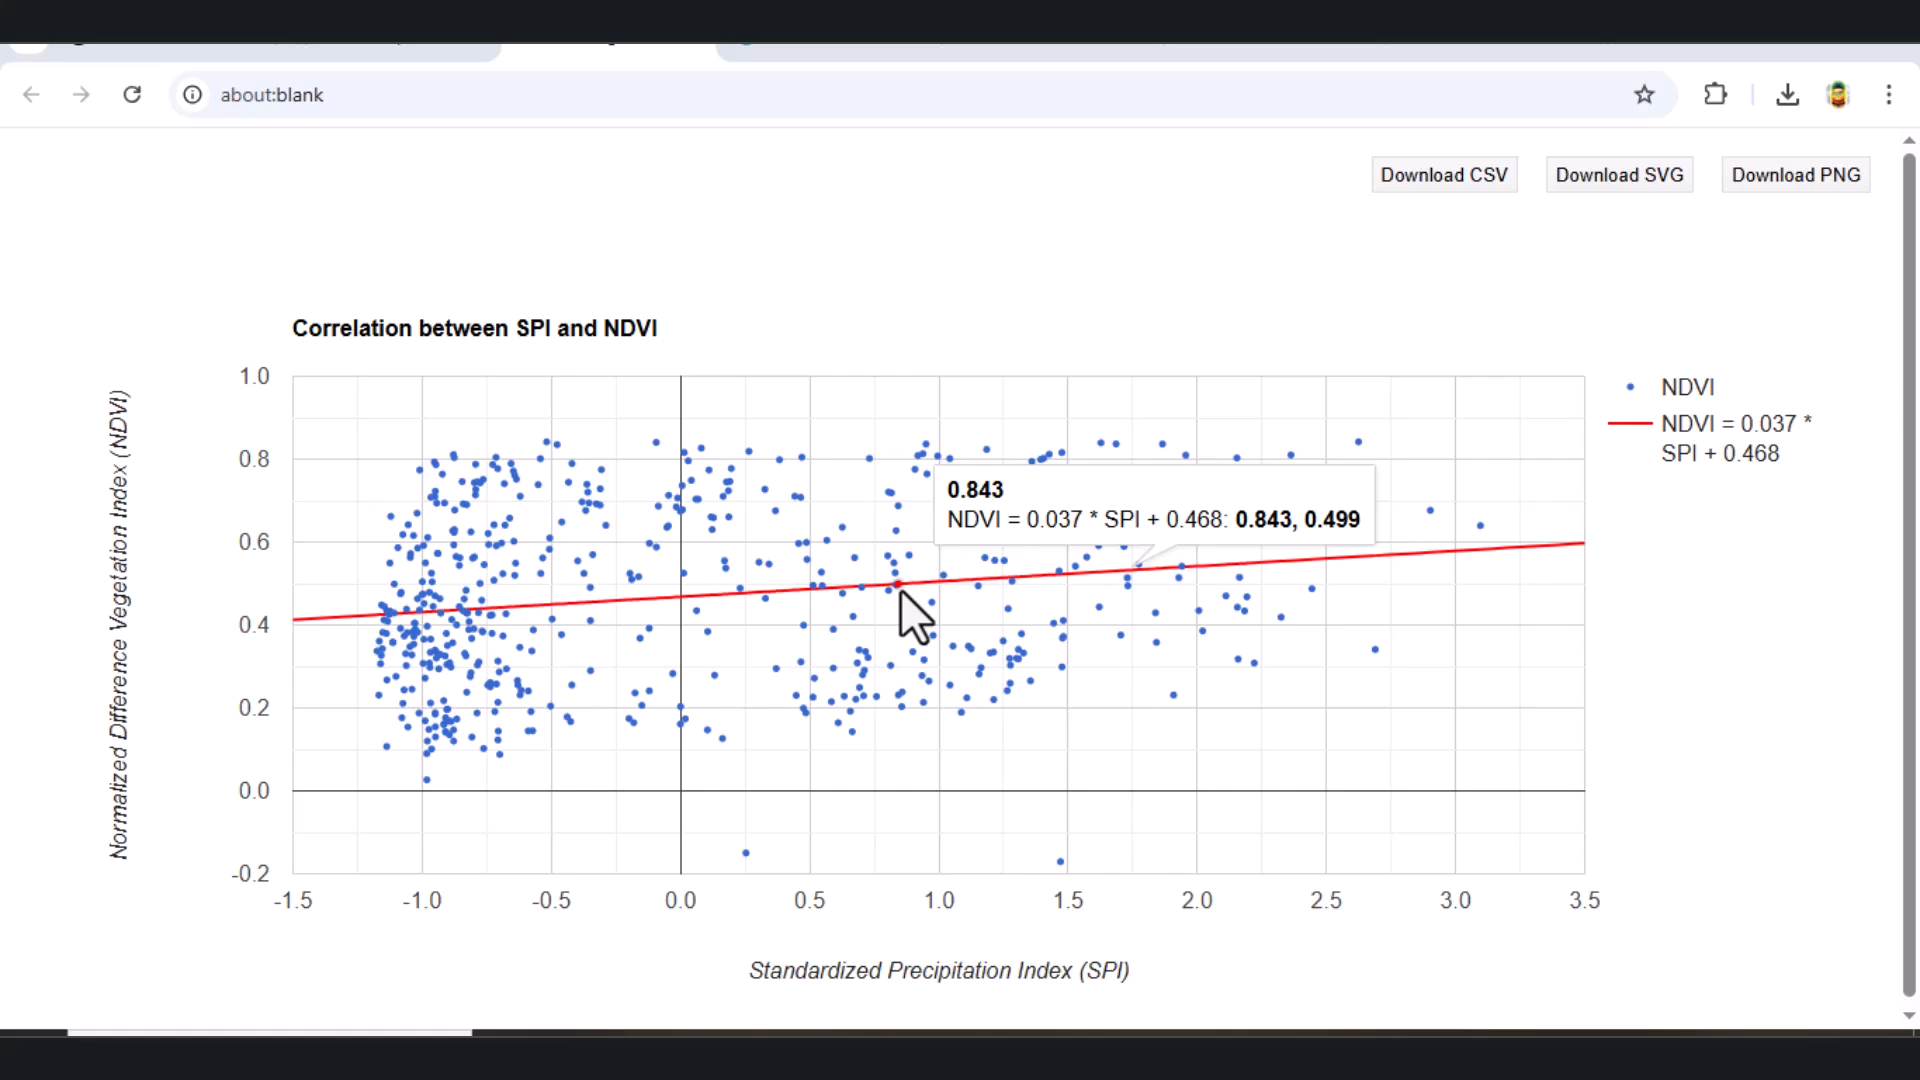 about:blank
Download CSV
Download SVG
Download PNG
Correlation between SPI and NDVI
Normalized Difference Vegetation Index (NDVI)
1.0
0.8
0.6
0.4
0.2
0.0
-0.2
-1.5
-1.0
-0.5
0.0
0.5
1.0
1.5
2.0
2.5
3.0
3.5
Standardized Precipitation Index (SPI)
NDVI
NDVI = 0.037 *
SPI + 0.468
0.843
NDVI = 0.037 * SPI + 0.468: 0.843, 0.499